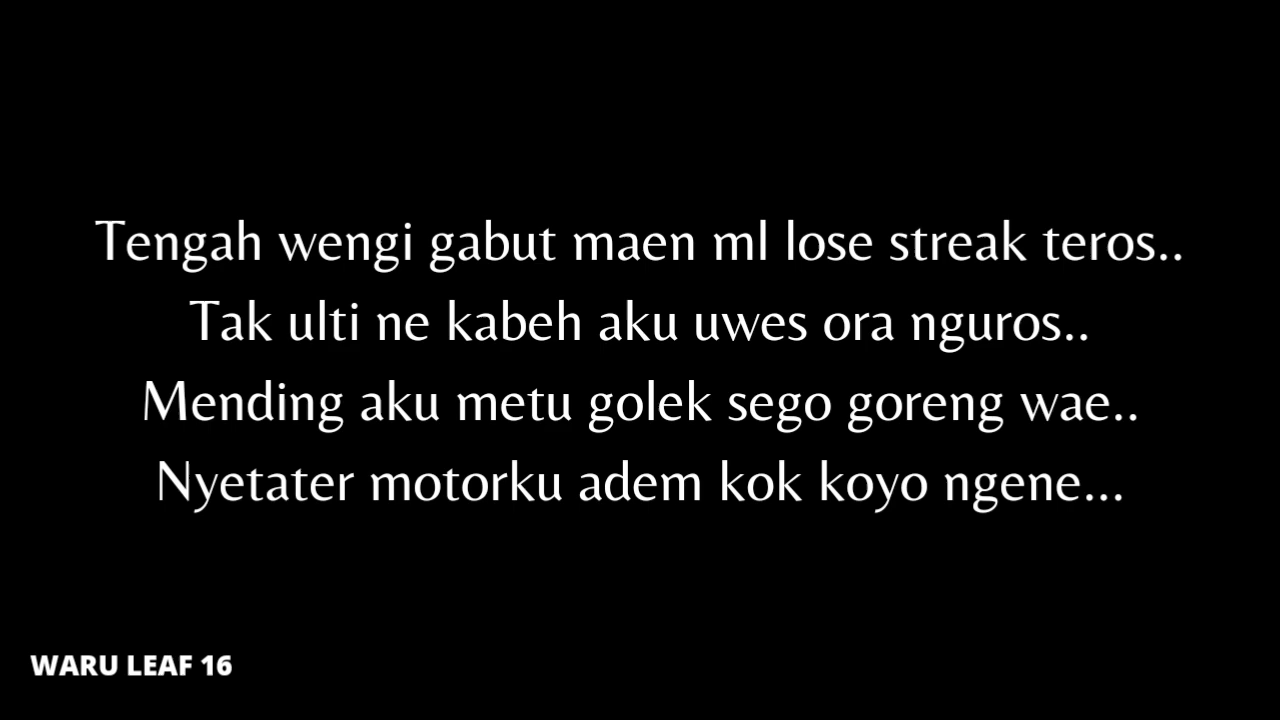 Tengah wengi gabut maen ml lose streak teros..
Tak ulti ne kabeh aku uwes ora nguros..
Mending aku metu golek sego goreng wae..
Nyetater motorku adem kok koyo ngene...
WARU LEAF 16